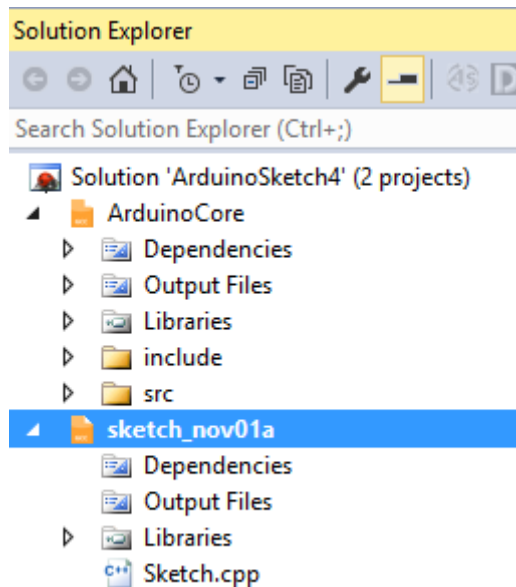 Solution Explorer
Search Solution Explorer (Ctrl+;)
Solution 'ArduinoSketch4' (2 projects)
ArduinoCore
Dependencies
Output Files
Libraries
include
src
sketch_nov01a
Dependencies
Output Files
Libraries
Sketch.cpp